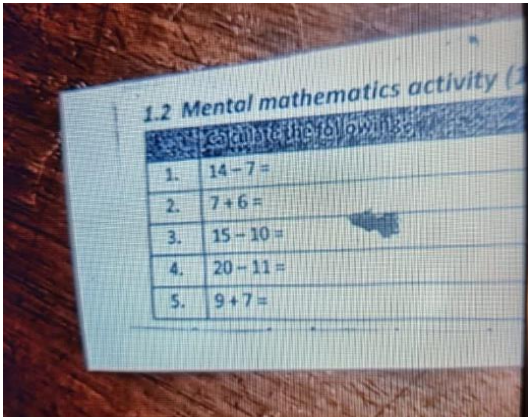 1.2 Mental mathematics activity
Calculate the following:
1. 14 – 7 =
2. 7 + 6 =
3. 15 – 10 =
4. 20 – 11 =
5. 9 + 7 =